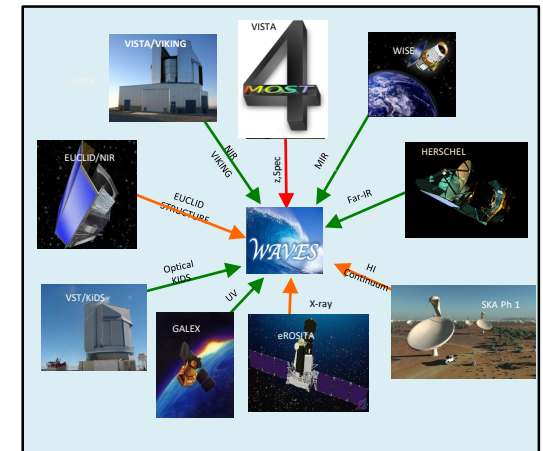 VISTA/VIKING
VISTA
4
MOST
WISE
EUCLID/NIR
HERSCHEL
NIR
VIKING
z,Spec
MIR
EUCLID
STRUCTURE
Far-IR
WAVES
Optical
KIDS
UV
X-ray
HI
Continuum
VST/KiDS
GALEX
eROSITA
SKA Ph 1